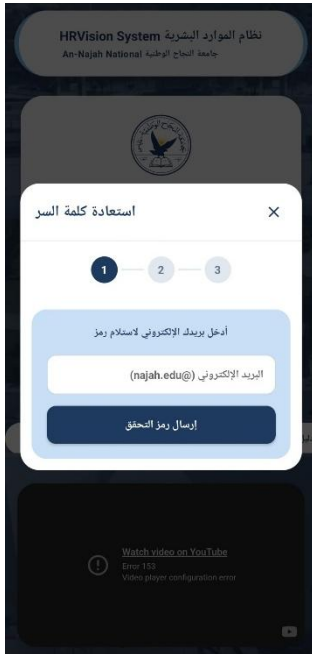 نظام الموارد البشرية HRVision System
جامعة النجاح الوطنية An-Najah National
استعادة كلمة السر
1
2
3
أدخل بريدك الإلكتروني لاستلام رمز
البريد الإلكتروني (@najah.edu)
إرسال رمز التحقق
Watch video on YouTube
Error 153
Video player configuration error